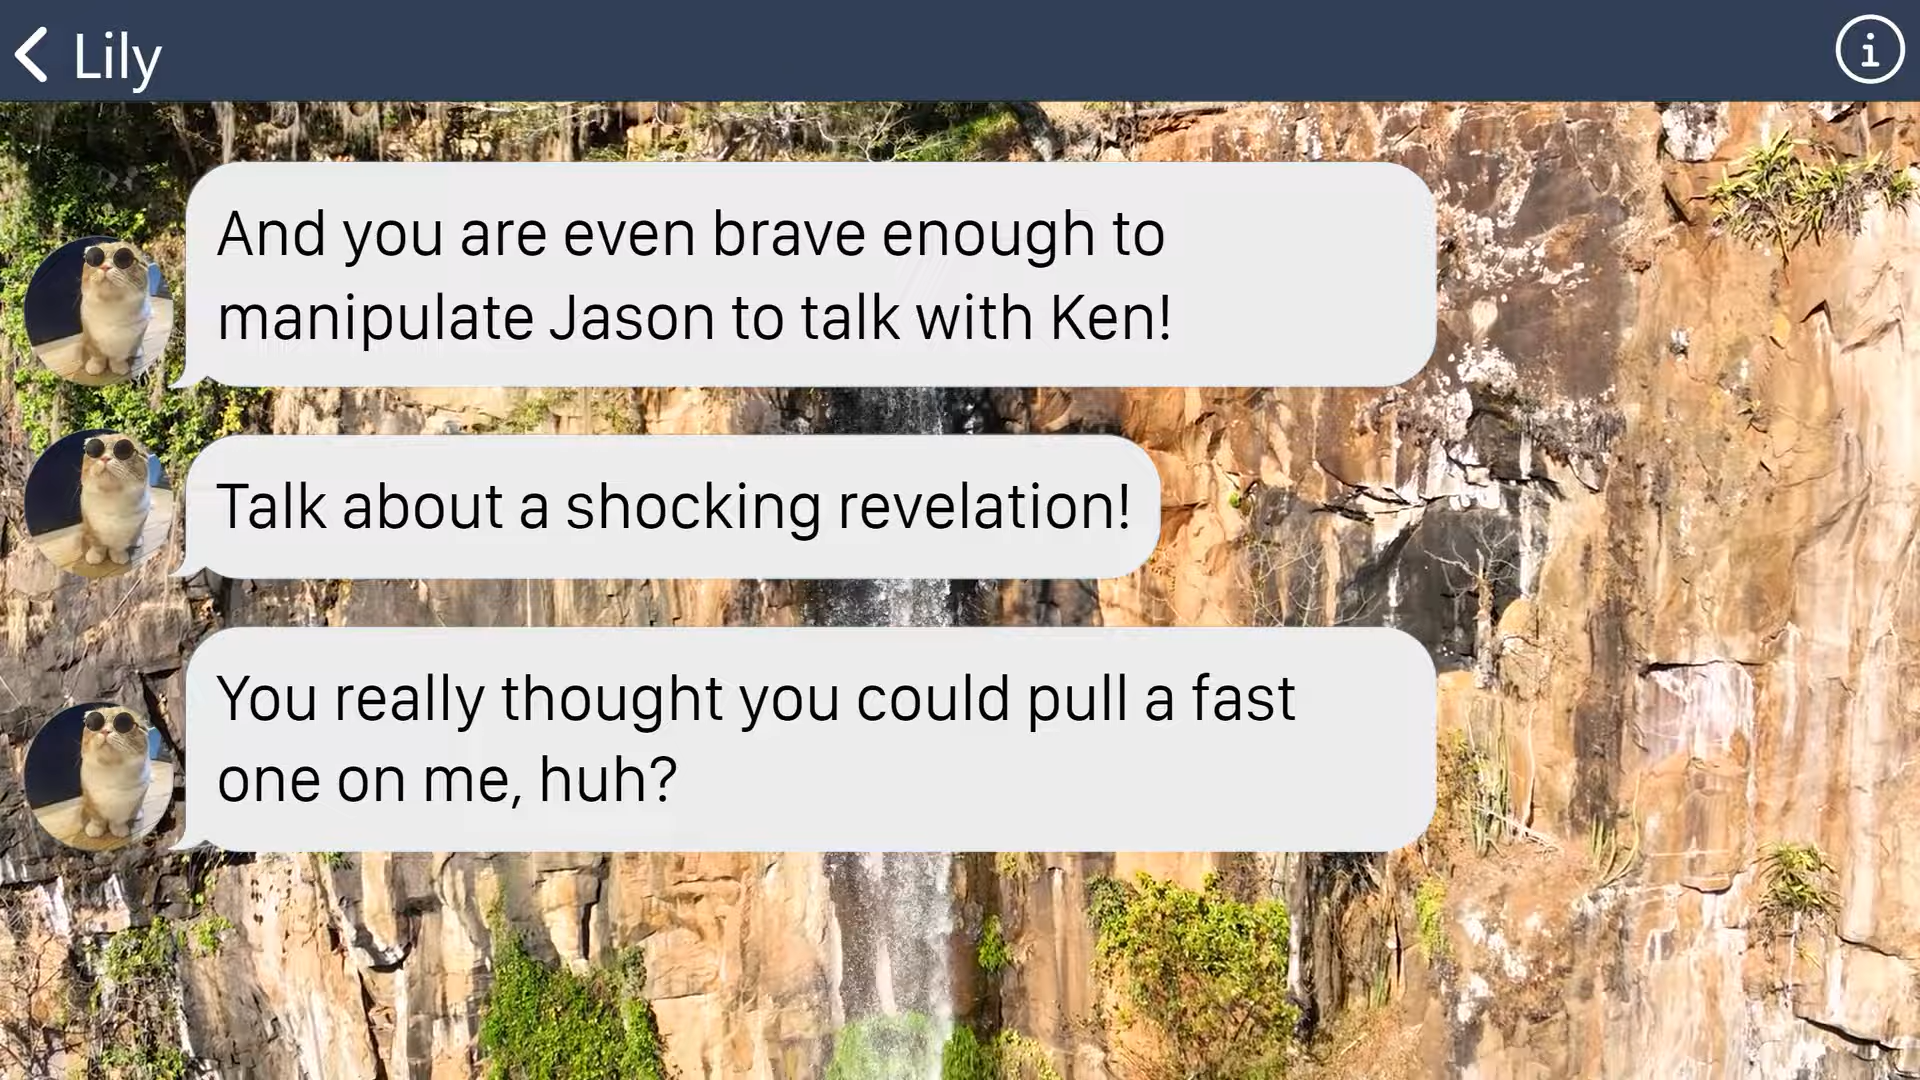 Lily
And you are even brave enough to
manipulate Jason to talk with Ken!
Talk about a shocking revelation!
You really thought you could pull a fast
one on me, huh?